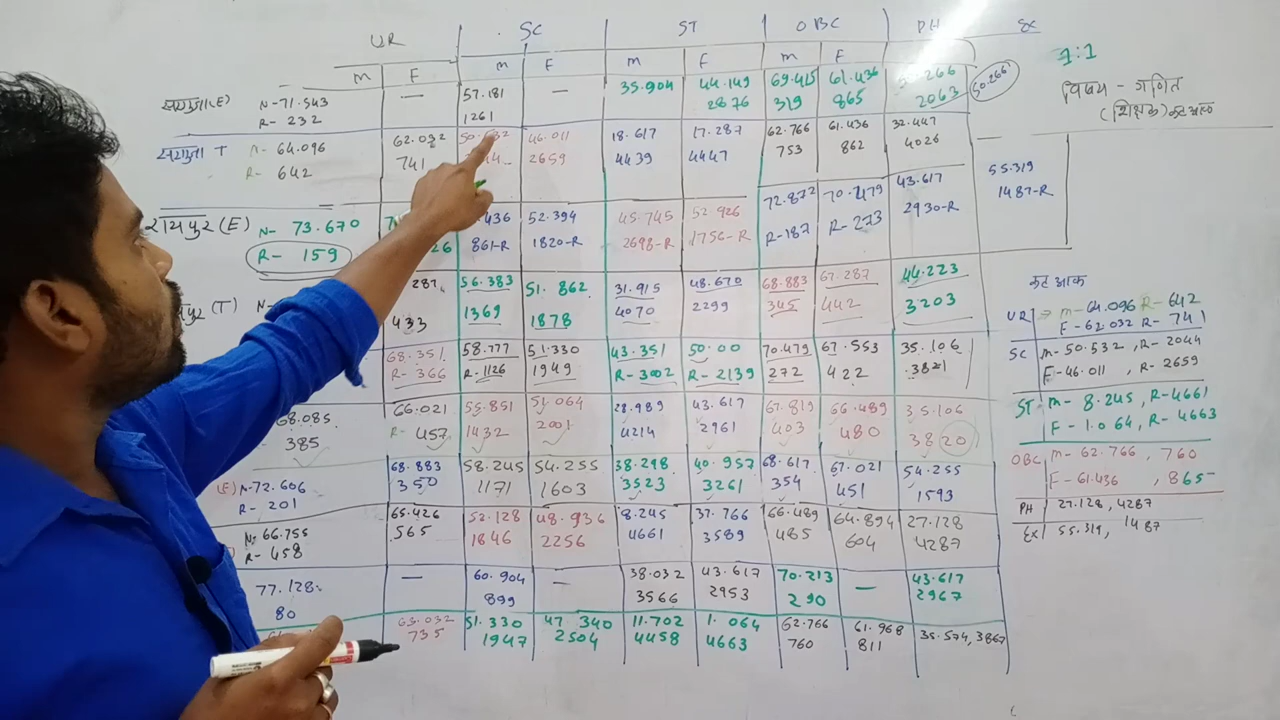 UR SC ST OBC PH Ex
M F M F M F M F
(E) N-71.543 — 57.181 — 35.904 44.149 69.415 61.436 50.266
R- 232 1261 2876 319 865 2063
T M- 64.096 62.032 46.011 18.617 17.287 62.766 61.436 32.447 —
R- 642 741 2659 4439 4447 753 862 4026
रायपुर (E) N- 73.670 52.394 45.745 52.926 72.872 70.479 43.617 55.319
R- 159 861-R 1820-R 2698-R 1756-R R-187 R-273 2930-R 1487-R
(T) N- 56.383 51.862 31.915 48.670 68.883 67.287 44.223
433 1369 1878 4070 2299 345 442 3203
68.351 58.777 51.330 43.351 50.00 70.479 67.553 35.106
R- 366 R-1126 1949 R-3002 R-2139 272 422 3821
68.085 66.021 55.851 51.064 28.989 43.617 67.819 66.489 35.106
385 R- 457 1432 2001 4214 2961 403 480 3820
(E) N-72.606 68.883 58.245 54.255 38.298 40.957 68.617 67.021 54.255
R- 201 350 1171 1603 3523 3261 354 451 1593
N- 66.755 65.426 52.128 48.936 8.245 37.766 66.489 64.894 27.128
R- 458 565 1846 2256 4661 3589 485 604 4287
77.128 — 60.904 — 38.032 43.617 70.213 — 43.617
80 899 3566 2953 290 2967
63.032 51.330 47.340 11.702 1.064 62.766 61.968 35.574, 3867
735 1947 2504 4458 4663 760 811
50.266
1:1
विषय - गणित
(शिक्षक) कट आफ
कट आफ
UR M- 64.096 R- 642
F- 62.032 R- 741
SC M- 50.532, R- 2044
F- 46.011, R- 2659
ST M- 8.245, R-4661
F- 1.064, R- 4663
OBC M- 62.766, 760
F- 61.436, 865
PH 27.128, 4287
Ex 55.319, 1487